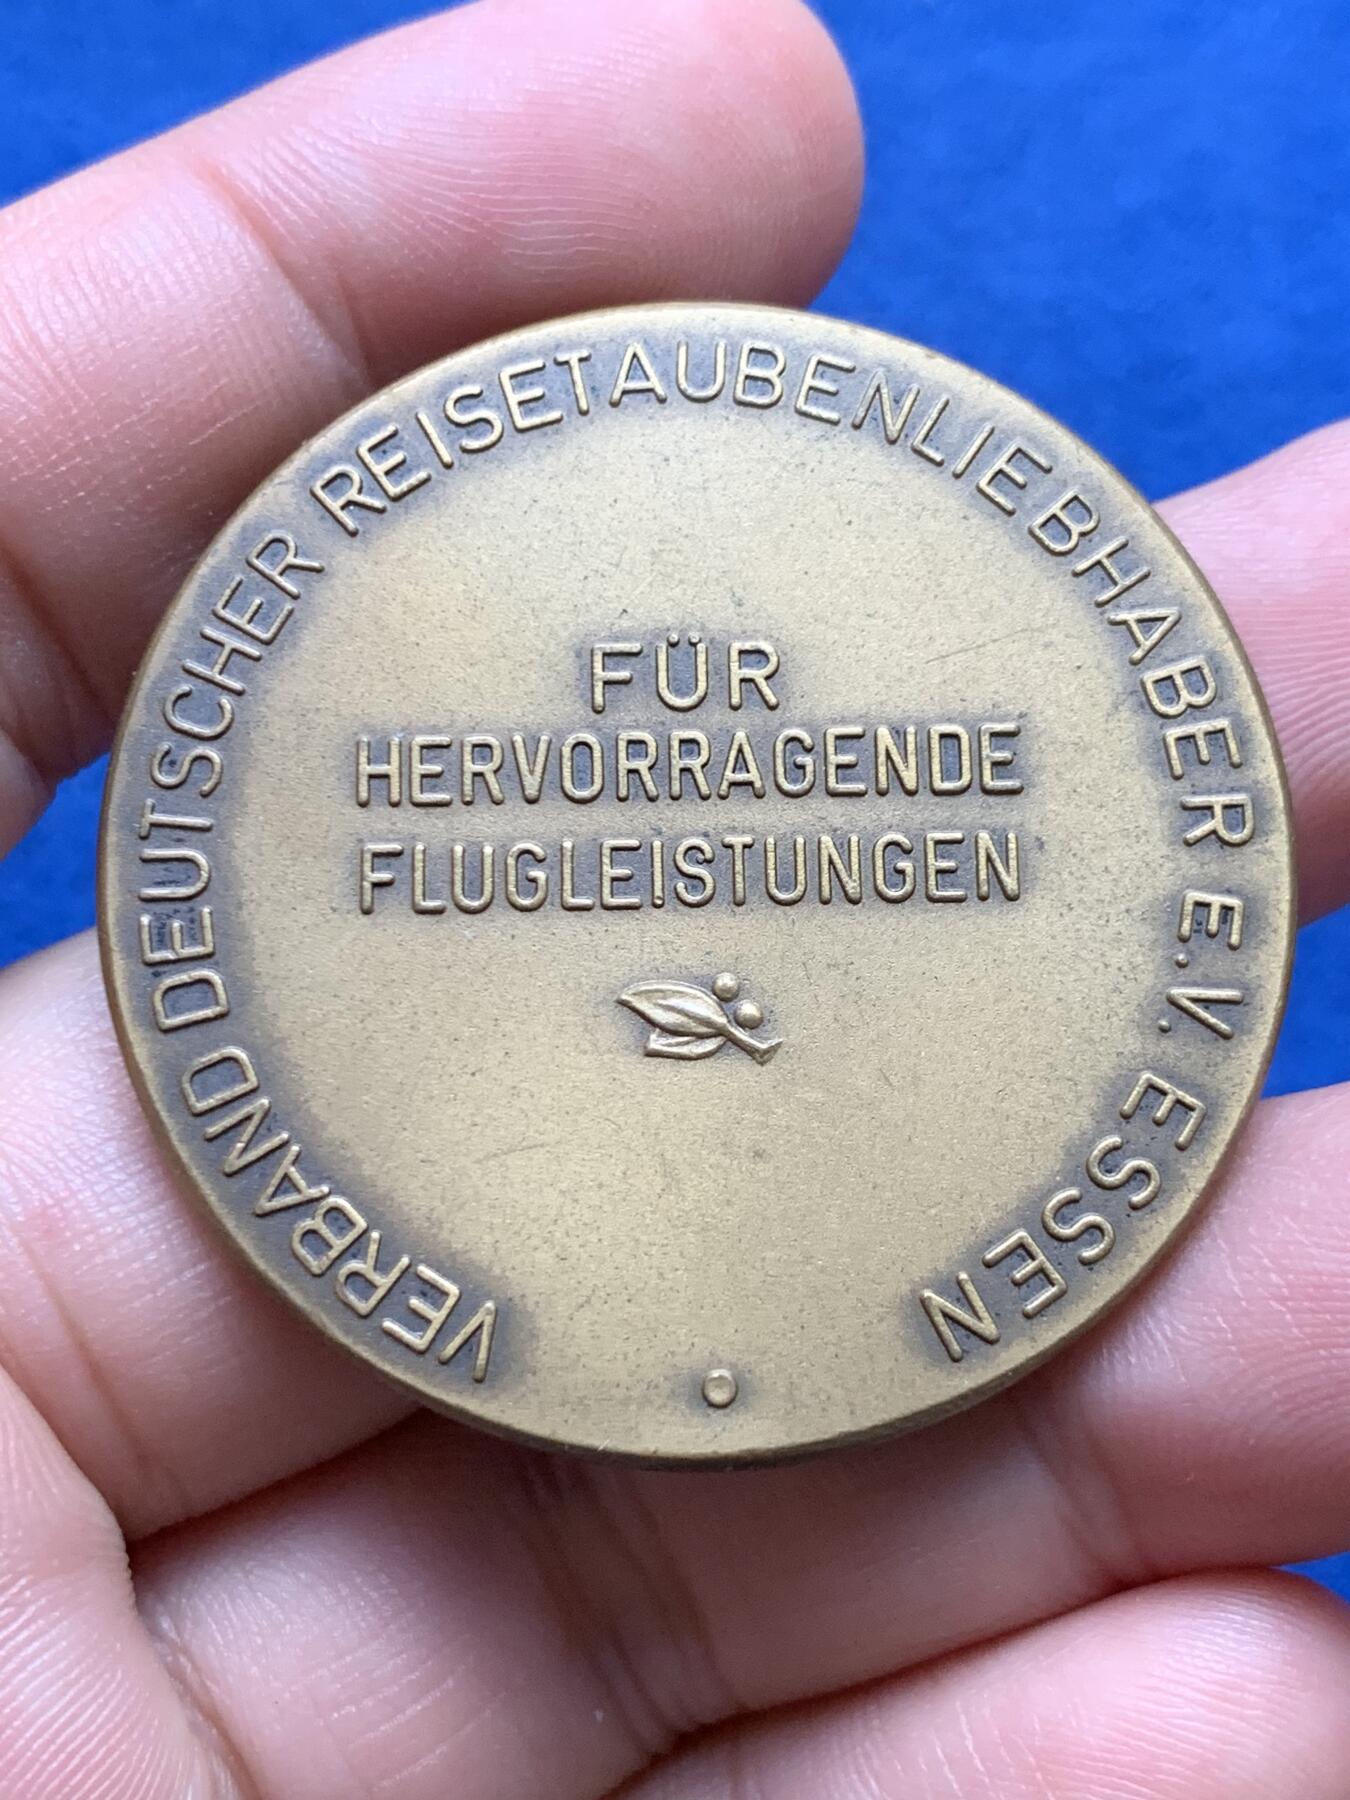 VERBAND DEUTSCHER REISETAUBENLIEBHABER E.V. ESSEN
FÜR
HERVORRAGENDE
FLUGLEISTUNGEN